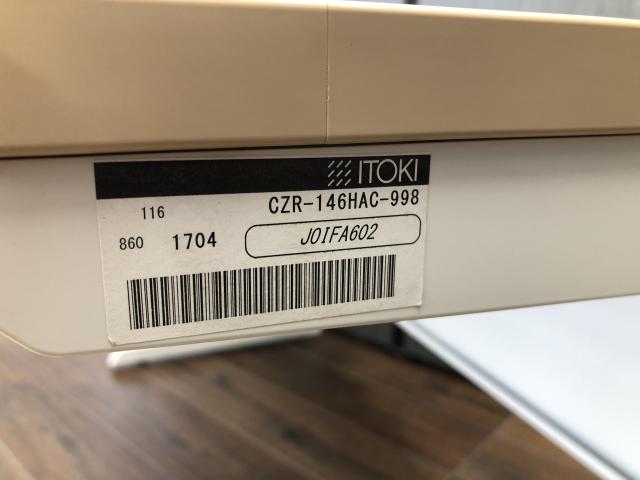 ITOKI
116
CZR-146HAC-998
860 1704 J0IFA602